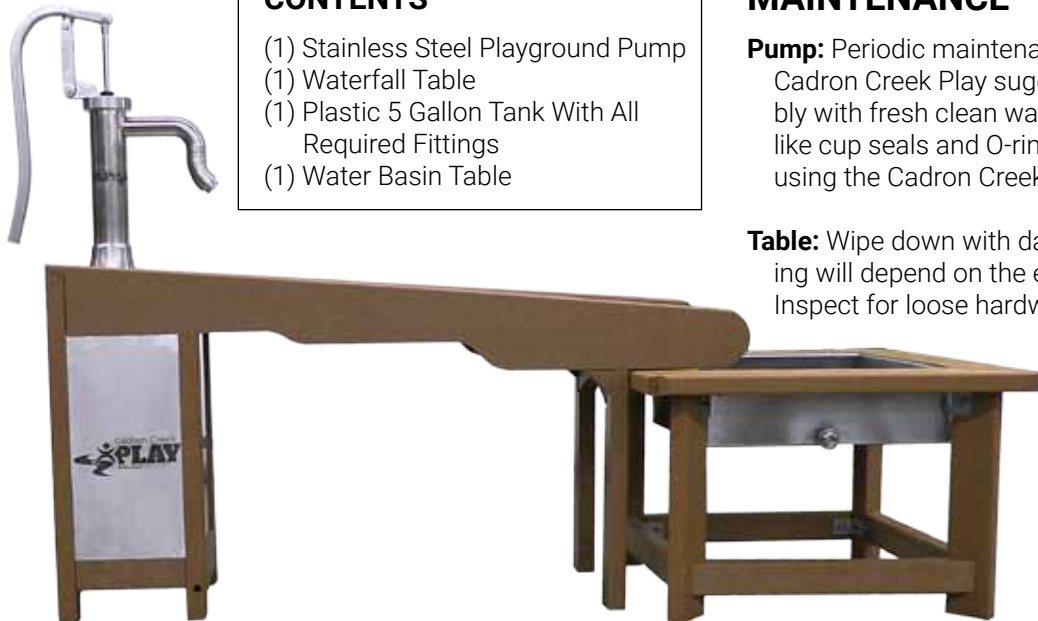 CONTENTS
(1) Stainless Steel Playground Pump
(1) Waterfall Table
(1) Plastic 5 Gallon Tank With All
Required Fittings
(1) Water Basin Table
MAINTENANCE
Pump: Periodic maintena
Cadron Creek Play sugg
bly with fresh clean wa
like cup seals and O-rin
using the Cadron Creek
Table: Wipe down with da
ing will depend on the e
Inspect for loose hardw
Cadron Creek
PLAY